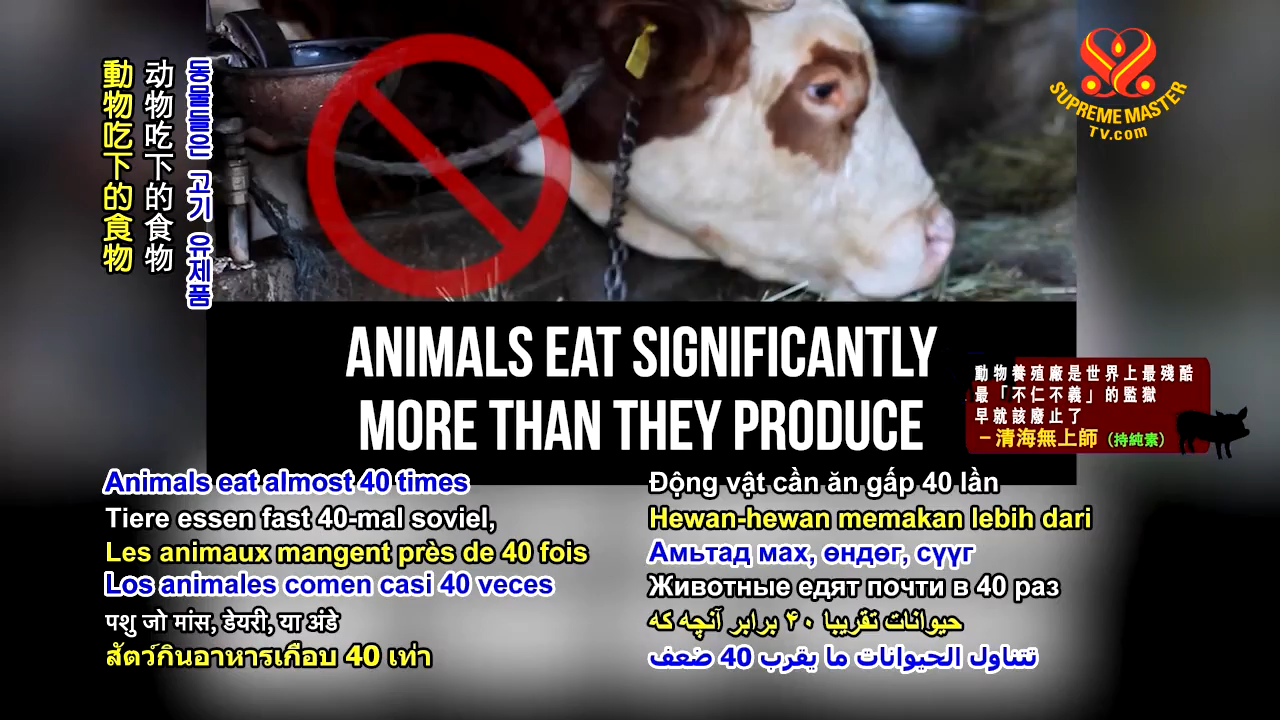 動物吃下的食物
动物吃下的食物
동물들은 고기 유제품
SUPREME MASTER
TV.com
ANIMALS EAT SIGNIFICANTLY
MORE THAN THEY PRODUCE
動物養殖廠是世界上最殘酷
最「不仁不義」的監獄
早就該廢止了
－清海無上師（持純素）
Animals eat almost 40 times
Tiere essen fast 40-mal soviel,
Les animaux mangent près de 40 fois
Los animales comen casi 40 veces
पशु जो मांस, डेयरी, या अंडे
สัตว์กินอาหารเกือบ 40 เท่า
Động vật cần ăn gấp 40 lần
Hewan-hewan memakan lebih dari
Амьтад мах, өндөг, сүүг
Животные едят почти в 40 раз
حیوانات تقریبا ۴۰ برابر آنچه که
تتناول الحيوانات ما يقرب 40 ضعف